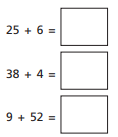 25 + 6 =
38 + 4 =
9 + 52 =